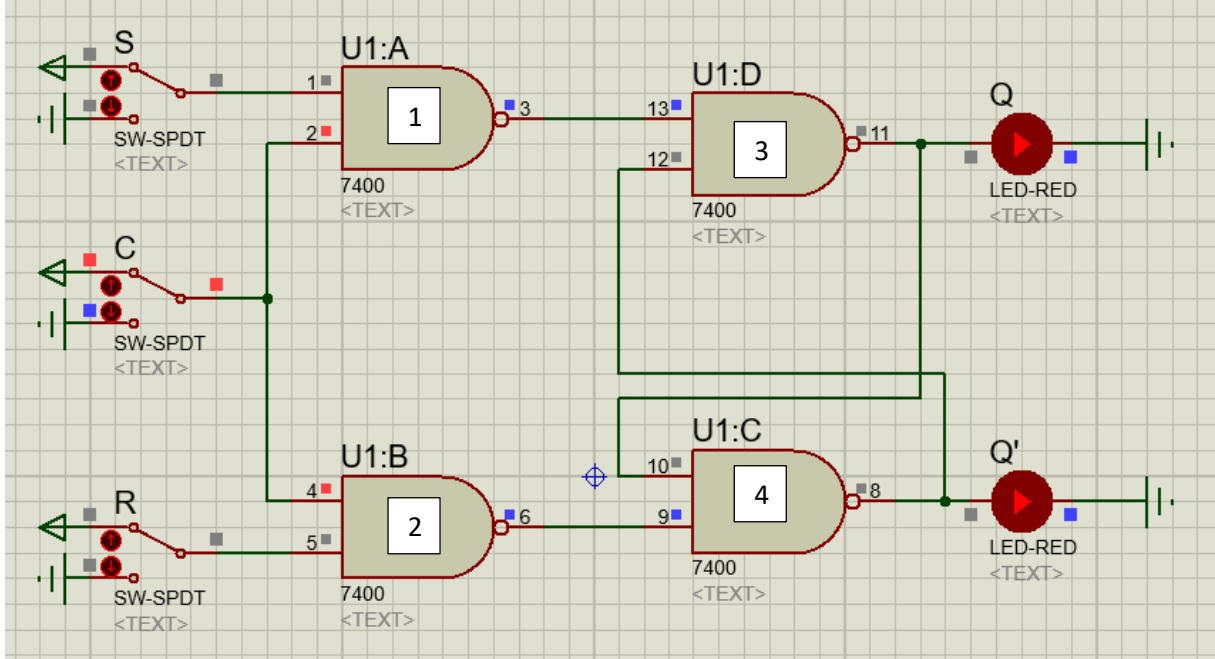 S
SW-SPDT
<TEXT>
U1:A
1
2
3
1
7400
<TEXT>
U1:D
13
12
11
3
7400
<TEXT>
Q
LED-RED
<TEXT>
C
SW-SPDT
<TEXT>
R
SW-SPDT
<TEXT>
U1:B
4
5
6
2
7400
<TEXT>
U1:C
10
9
8
4
7400
<TEXT>
Q'
LED-RED
<TEXT>